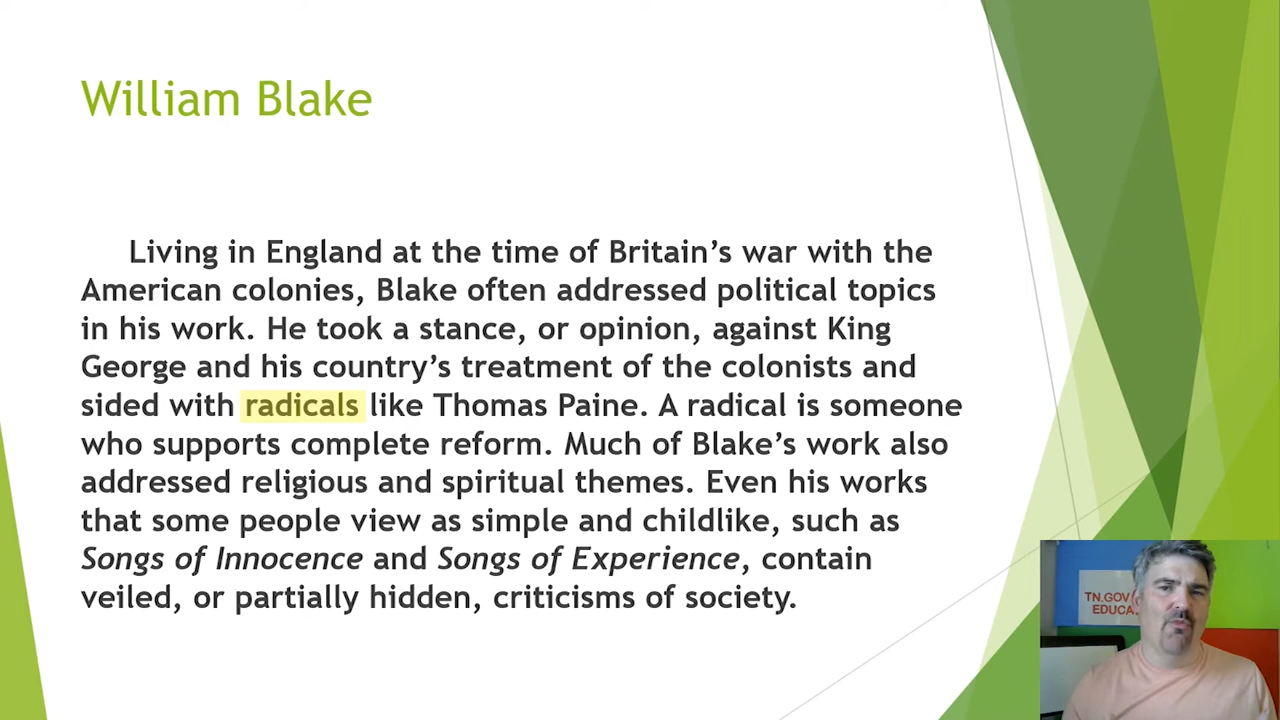 William Blake
Living in England at the time of Britain’s war with the
American colonies, Blake often addressed political topics
in his work. He took a stance, or opinion, against King
George and his country’s treatment of the colonists and
sided with radicals like Thomas Paine. A radical is someone
who supports complete reform. Much of Blake’s work also
addressed religious and spiritual themes. Even his works
that some people view as simple and childlike, such as
Songs of Innocence and Songs of Experience, contain
veiled, or partially hidden, criticisms of society.
TN.GOV
EDUCA